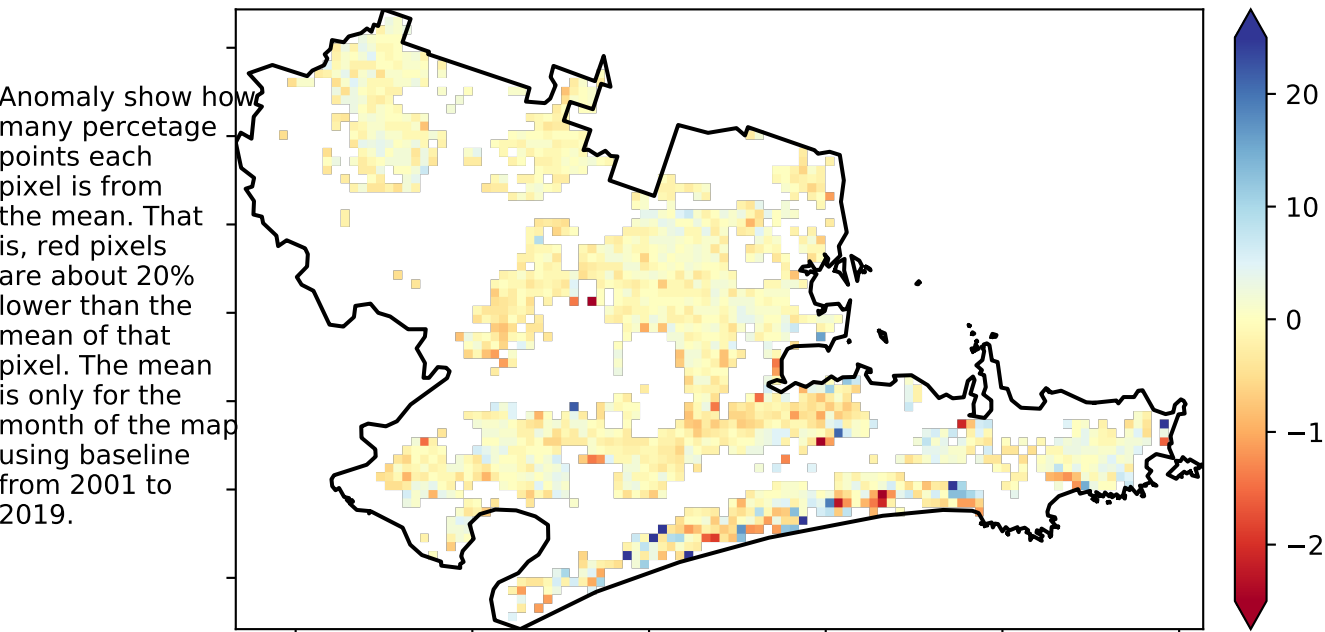 Anomaly show how
many percetage
points each
pixel is from
the mean. That
is, red pixels
are about 20%
lower than the
mean of that
pixel. The mean
is only for the
month of the map
using baseline
from 2001 to
2019.
20
10
0
−1
−2